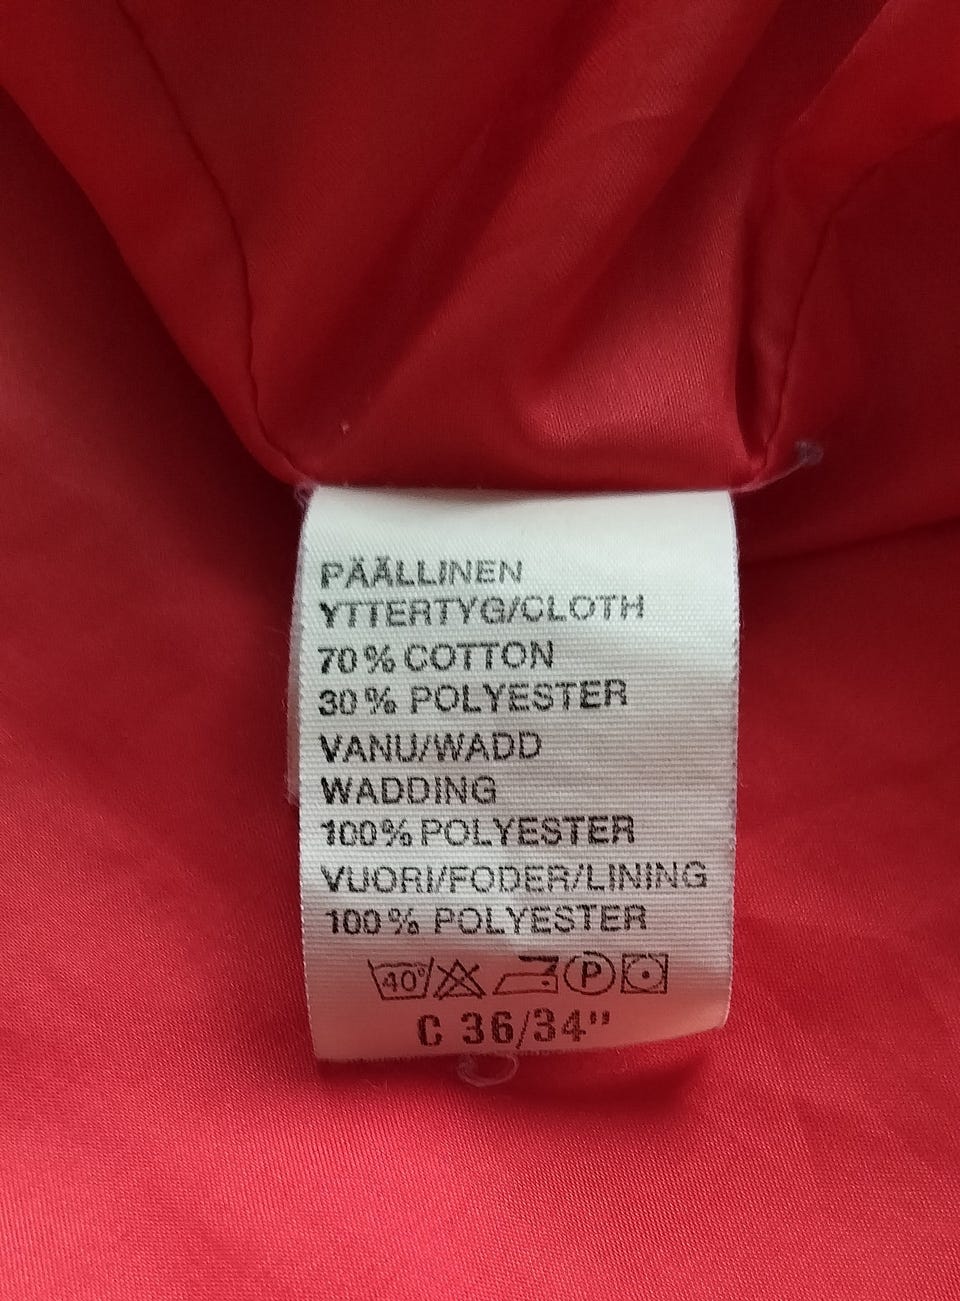 PÄÄLLINEN
YTTERTYG/CLOTH
70% COTTON
30% POLYESTER
VANU/WADD
WADDING
100% POLYESTER
VUORI/FODER/LINING
100% POLYESTER
40° P
C 36/34"